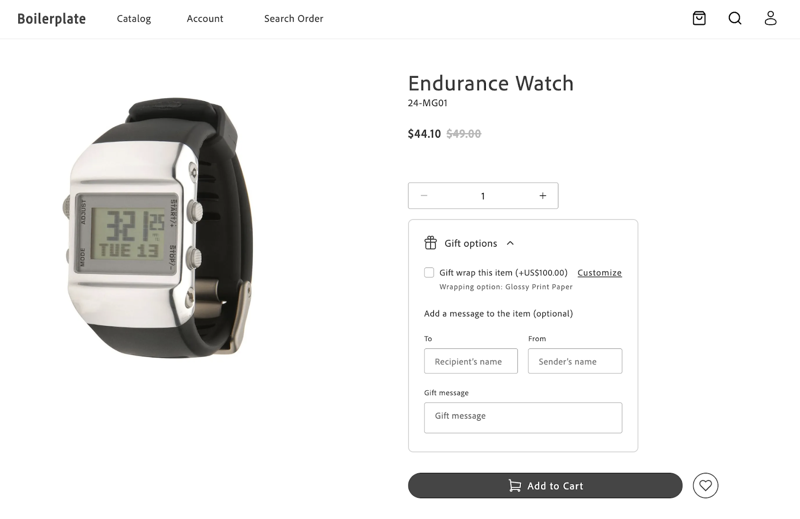 Boilerplate Catalog Account Search Order
Endurance Watch
24-MG01
$44.10 $49.00
1
Gift options
Gift wrap this item (+US$100.00) Customize
Wrapping option: Glossy Print Paper
Add a message to the item (optional)
To From
Recipient's name Sender's name
Gift message
Gift message
Add to Cart
ADJUST
START/+
3:21 25
TUE 13
MODE